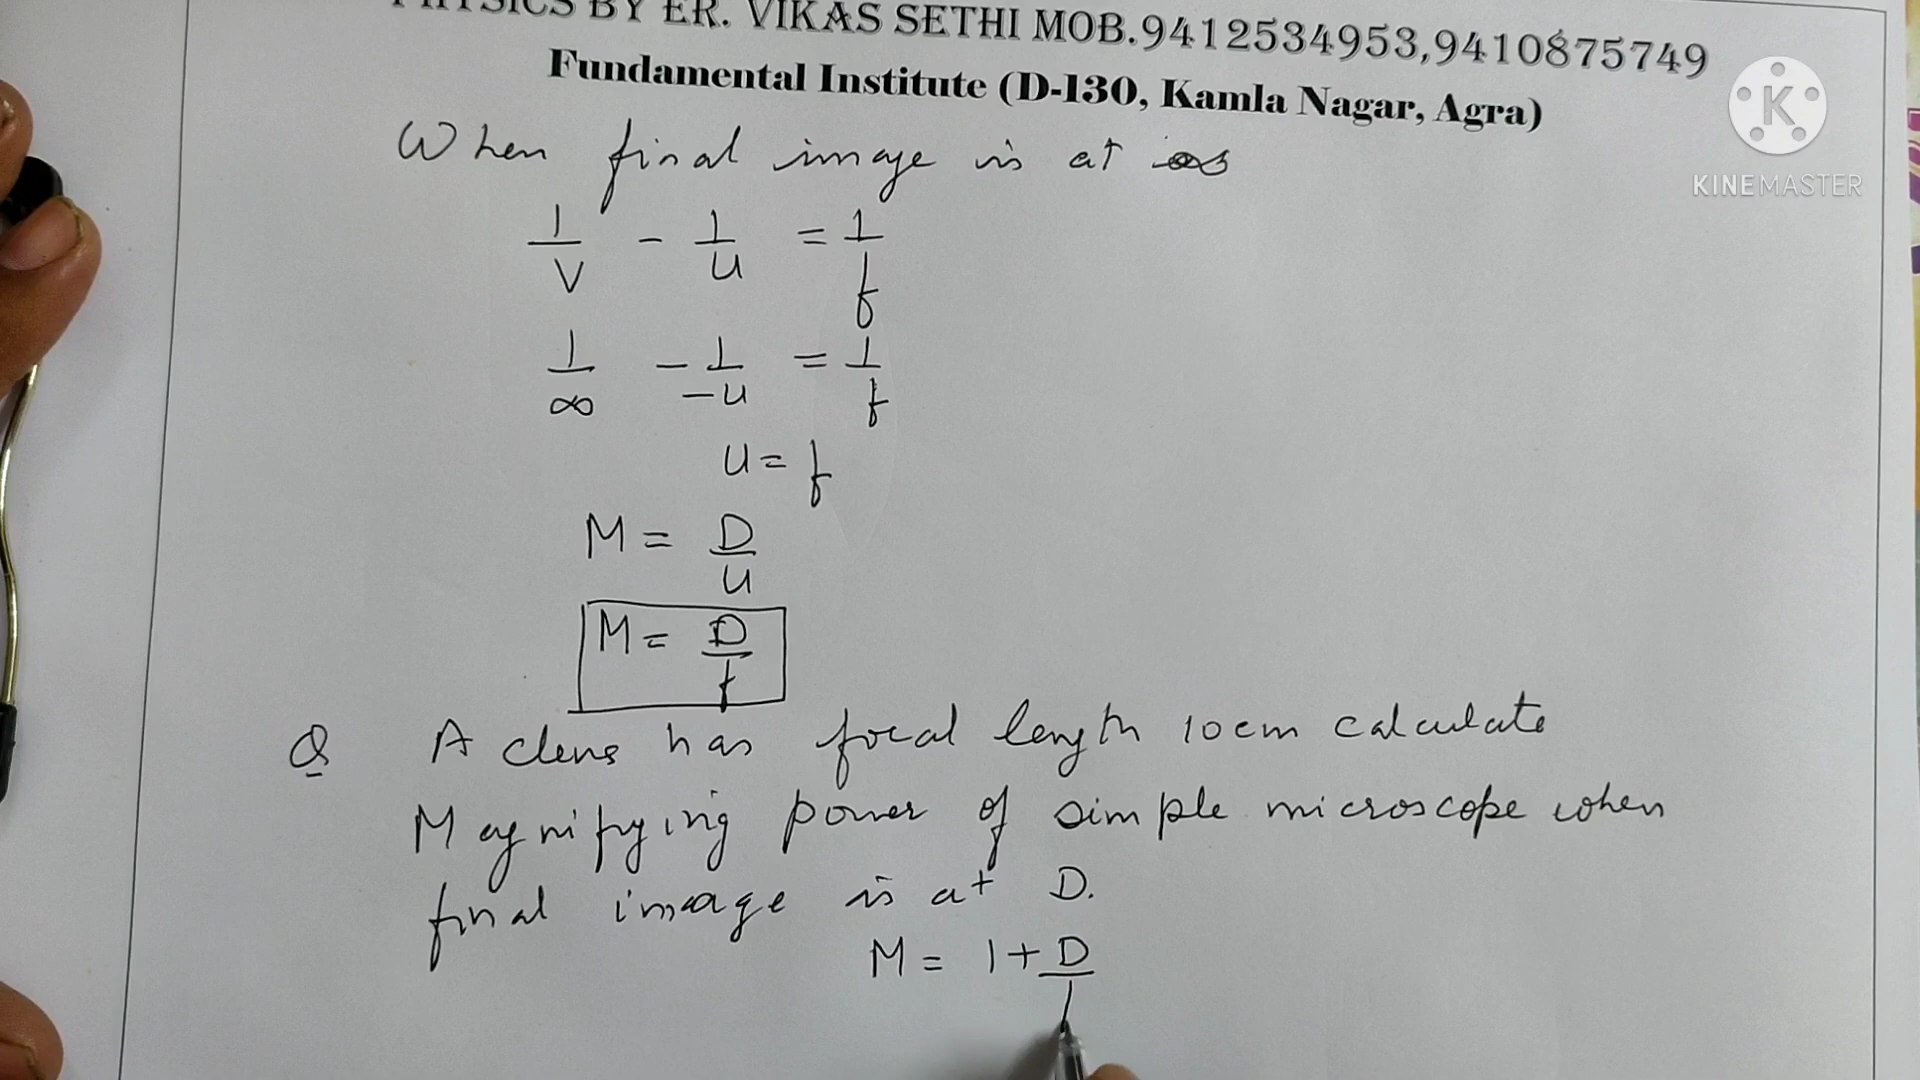 PHYSICS BY ER. VIKAS SETHI MOB.9412534953,9410875749
Fundamental Institute (D-130, Kamla Nagar, Agra)
K
KINEMASTER
When final image is at ∞
1/v - 1/u = 1/f
1/∞ - 1/-u = 1/f
u = f
M = D/u
M = D/f
Q A clens has focal length 10cm calculate
Magnifying power of simple microscope when
final image is at D.
M = 1 + D/